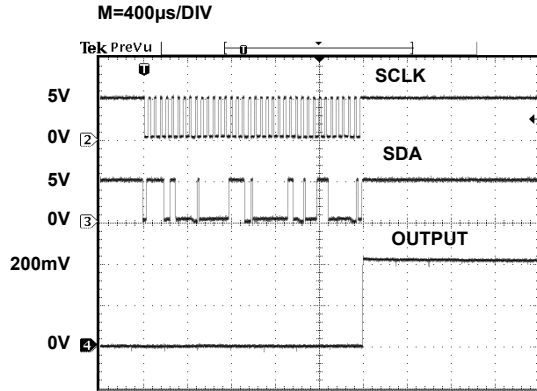 M=400µs/DIV
Tek PreVu
T
T
SCLK
5V
0V
2
SDA
5V
0V
3
OUTPUT
200mV
0V
4